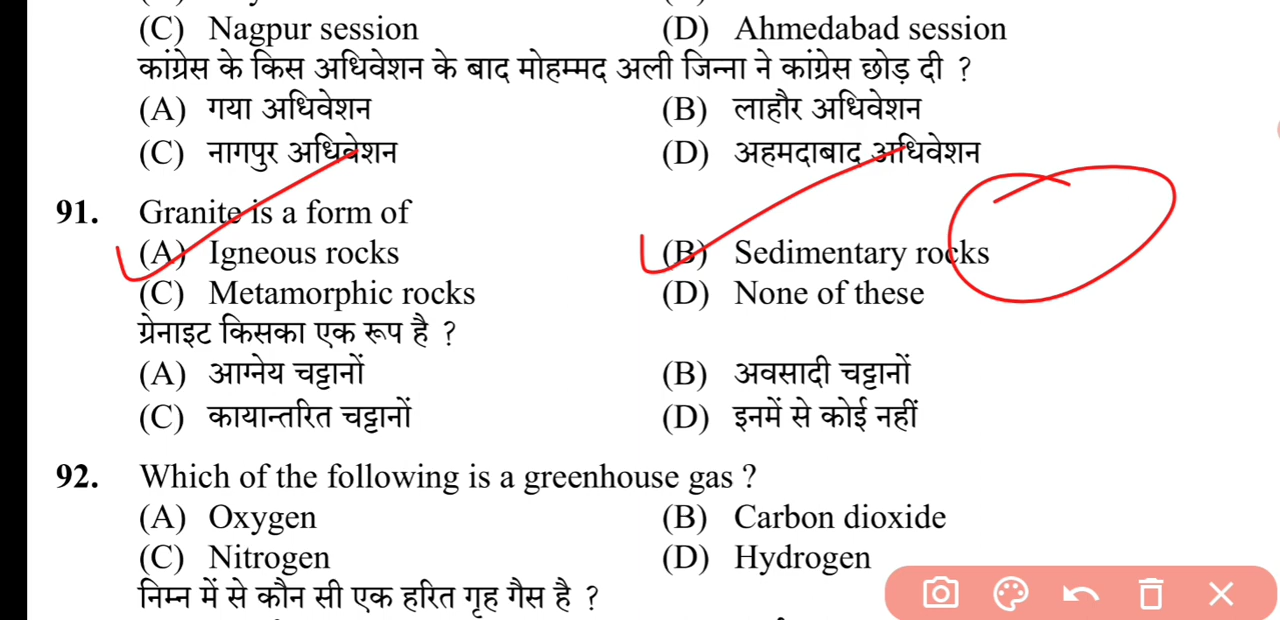 (C) Nagpur session (D) Ahmedabad session
कांग्रेस के किस अधिवेशन के बाद मोहम्मद अली जिन्ना ने कांग्रेस छोड़ दी ?
(A) गया अधिवेशन (B) लाहौर अधिवेशन
(C) नागपुर अधिवेशन (D) अहमदाबाद अधिवेशन
91. Granite is a form of
(A) Igneous rocks (B) Sedimentary rocks
(C) Metamorphic rocks (D) None of these
ग्रेनाइट किसका एक रूप है ?
(A) आग्नेय चट्टानों (B) अवसादी चट्टानों
(C) कायान्तरित चट्टानों (D) इनमें से कोई नहीं
92. Which of the following is a greenhouse gas ?
(A) Oxygen (B) Carbon dioxide
(C) Nitrogen (D) Hydrogen
निम्न में से कौन सी एक हरित गृह गैस है ?